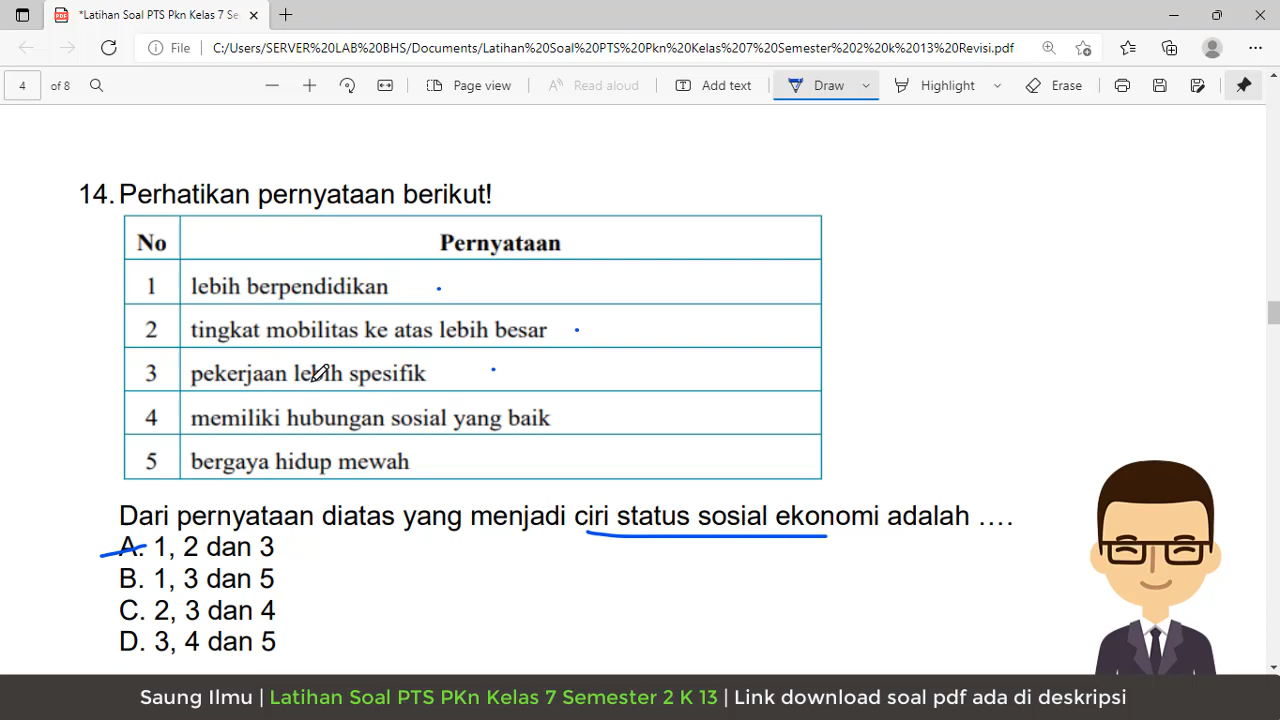 *Latihan Soal PTS Pkn Kelas 7 Se
File C:/Users/SERVER%20LAB%20BHS/Documents/Latihan%20Soal%20PTS%20Pkn%20Kelas%207%20Semester%202%20k%2013%20Revisi.pdf
4 of 8 Page view Read aloud Add text Draw Highlight Erase
14. Perhatikan pernyataan berikut!
No Pernyataan
1 lebih berpendidikan
2 tingkat mobilitas ke atas lebih besar
3 pekerjaan lebih spesifik
4 memiliki hubungan sosial yang baik
5 bergaya hidup mewah
Dari pernyataan diatas yang menjadi ciri status sosial ekonomi adalah ….
A. 1, 2 dan 3
B. 1, 3 dan 5
C. 2, 3 dan 4
D. 3, 4 dan 5
Saung Ilmu | Latihan Soal PTS PKn Kelas 7 Semester 2 K 13 | Link download soal pdf ada di deskripsi